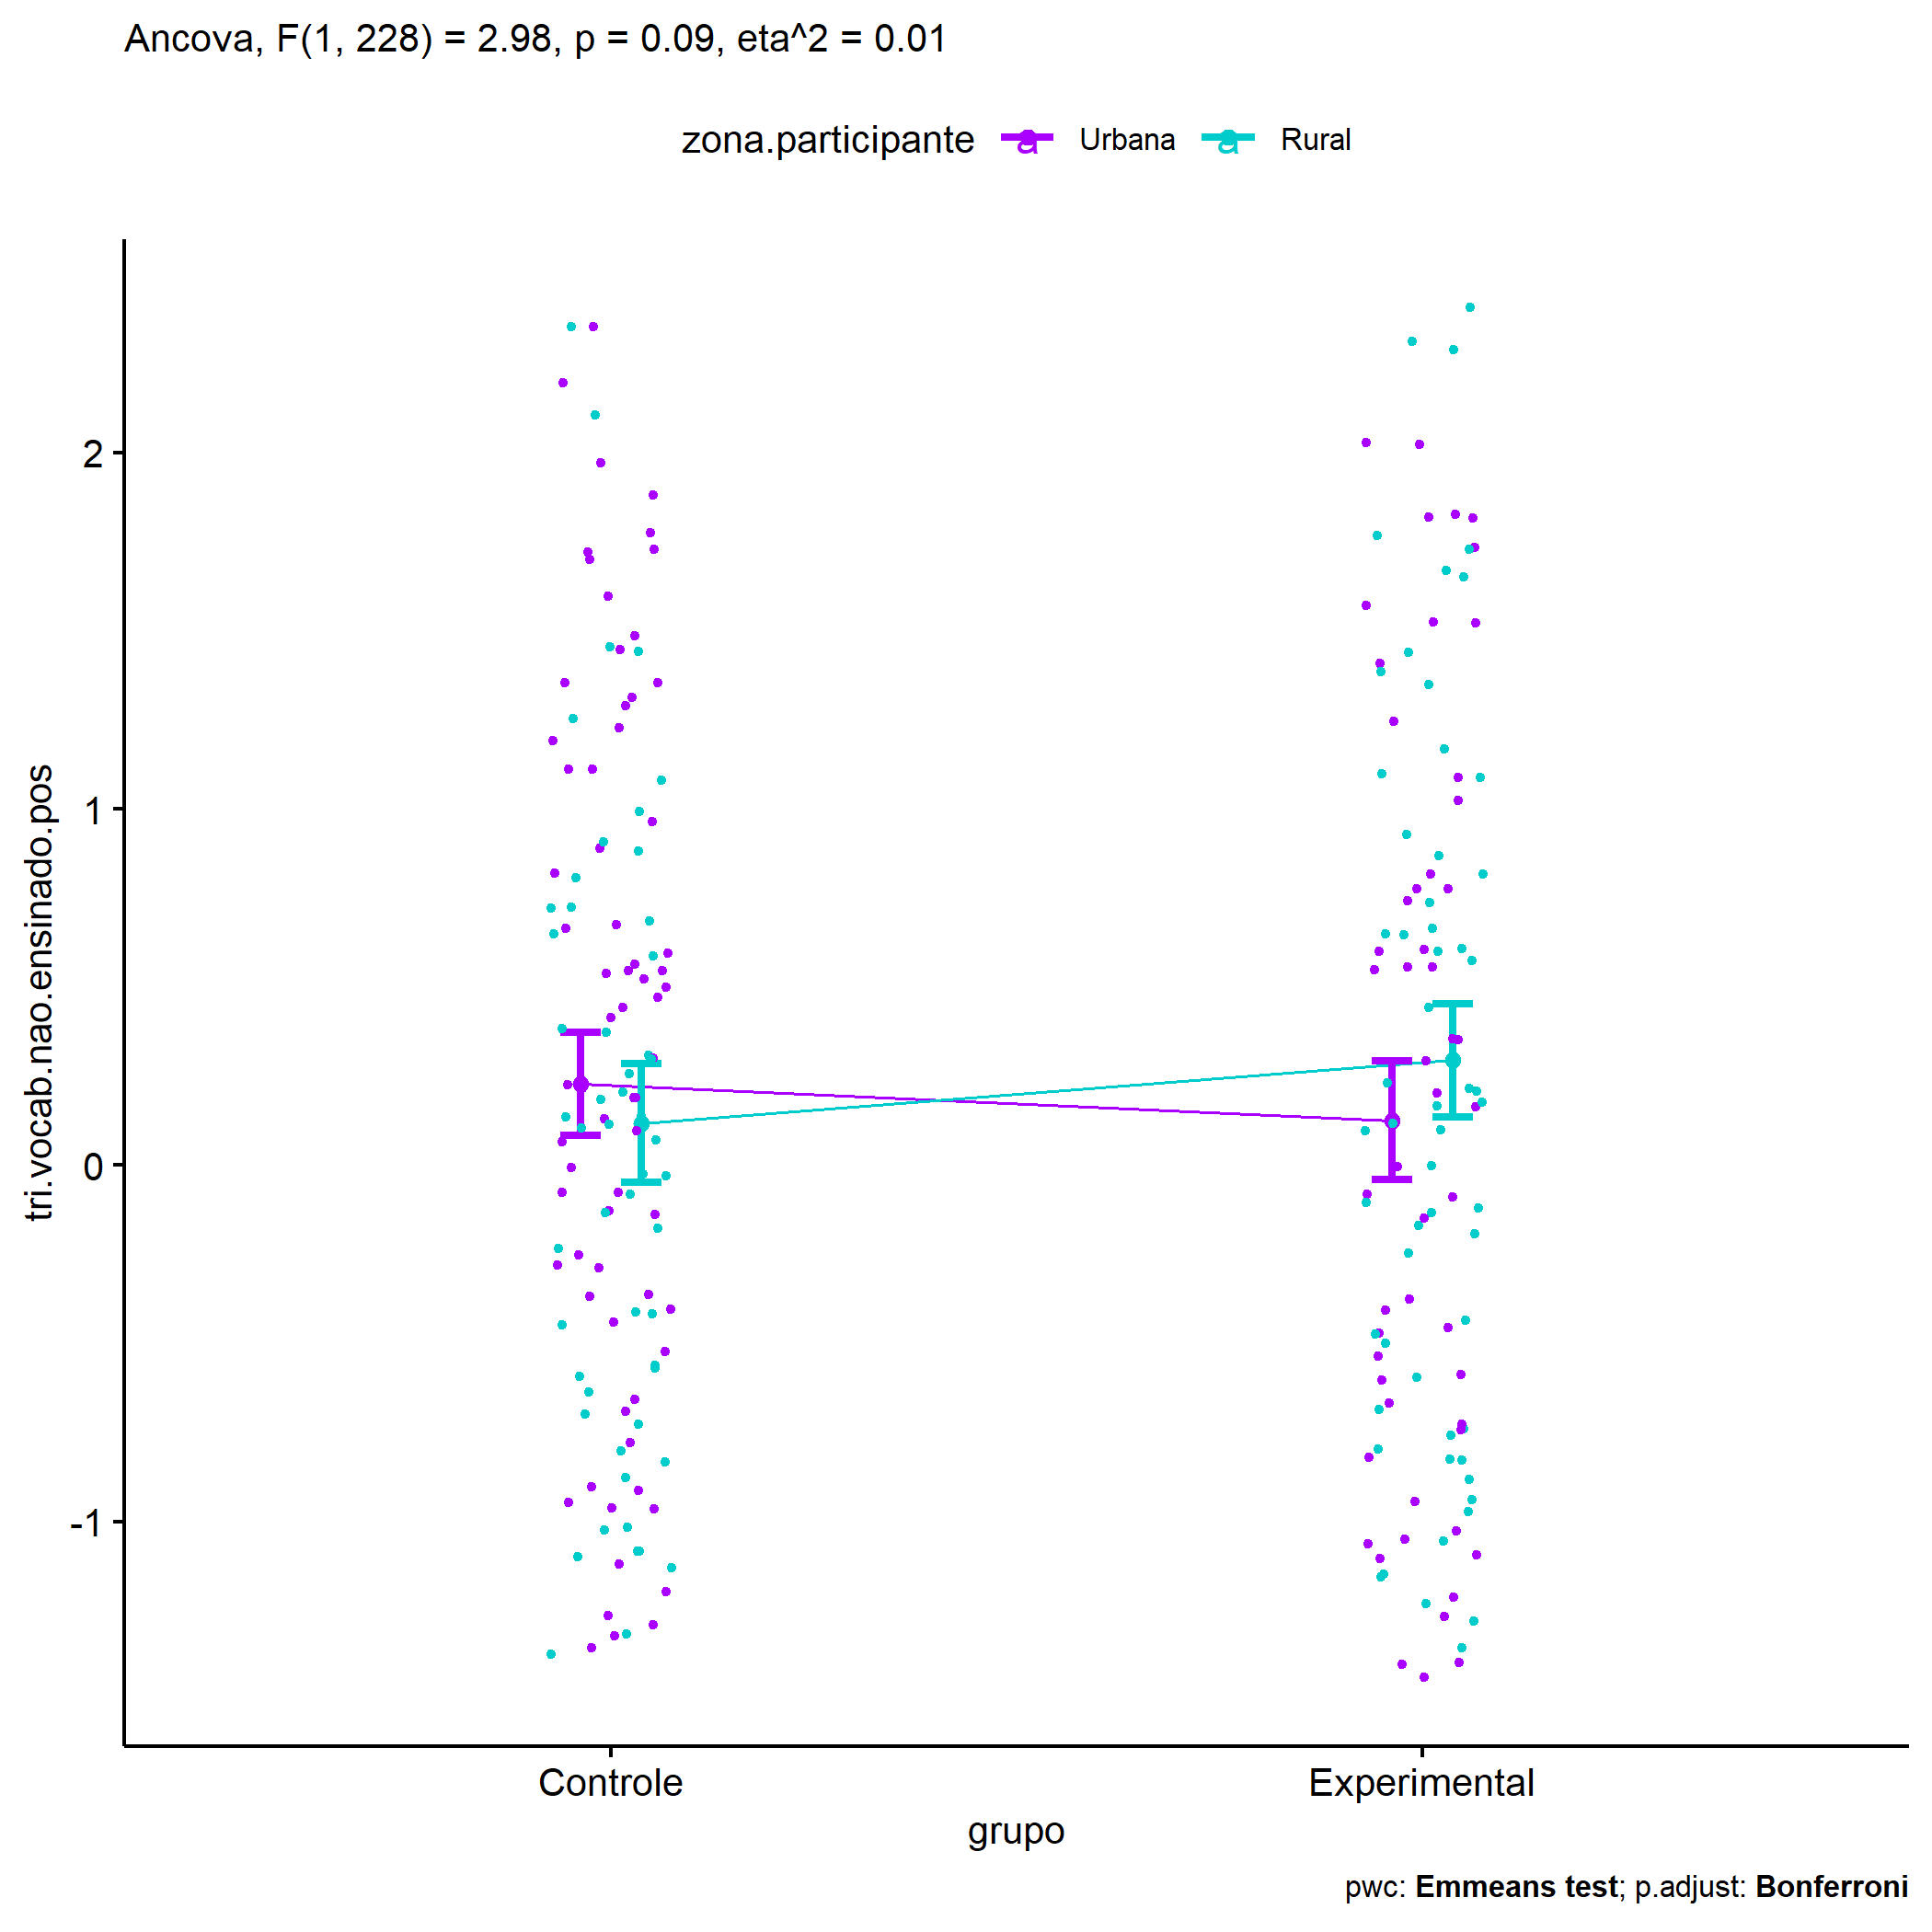 Ancova, F(1, 228) = 2.98, p = 0.09, eta^2 = 0.01
zona.participante a Urbana a Rural
tri.vocab.nao.ensinado.pos
2
1
0
-1
Controle Experimental
grupo
pwc: Emmeans test; p.adjust: Bonferroni